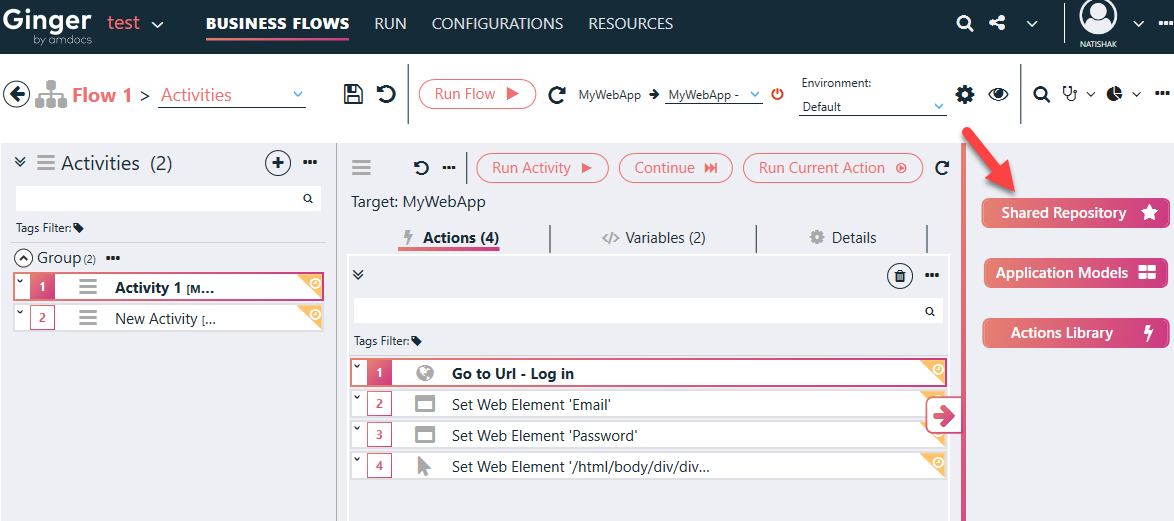 Ginger
by amdocs
test
BUSINESS FLOWS
RUN
CONFIGURATIONS
RESOURCES
NATISHAK
Flow 1 > Activities
Run Flow
MyWebApp
MyWebApp -
Environment:
Default
Activities (2)
Tags Filter:
Group (2)
1 Activity 1 [M...
2 New Activity [...
Run Activity
Continue
Run Current Action
Target: MyWebApp
Actions (4)
Variables (2)
Details
Tags Filter:
1 Go to Url - Log in
2 Set Web Element 'Email'
3 Set Web Element 'Password'
4 Set Web Element '/html/body/div/div...
Shared Repository
Application Models
Actions Library